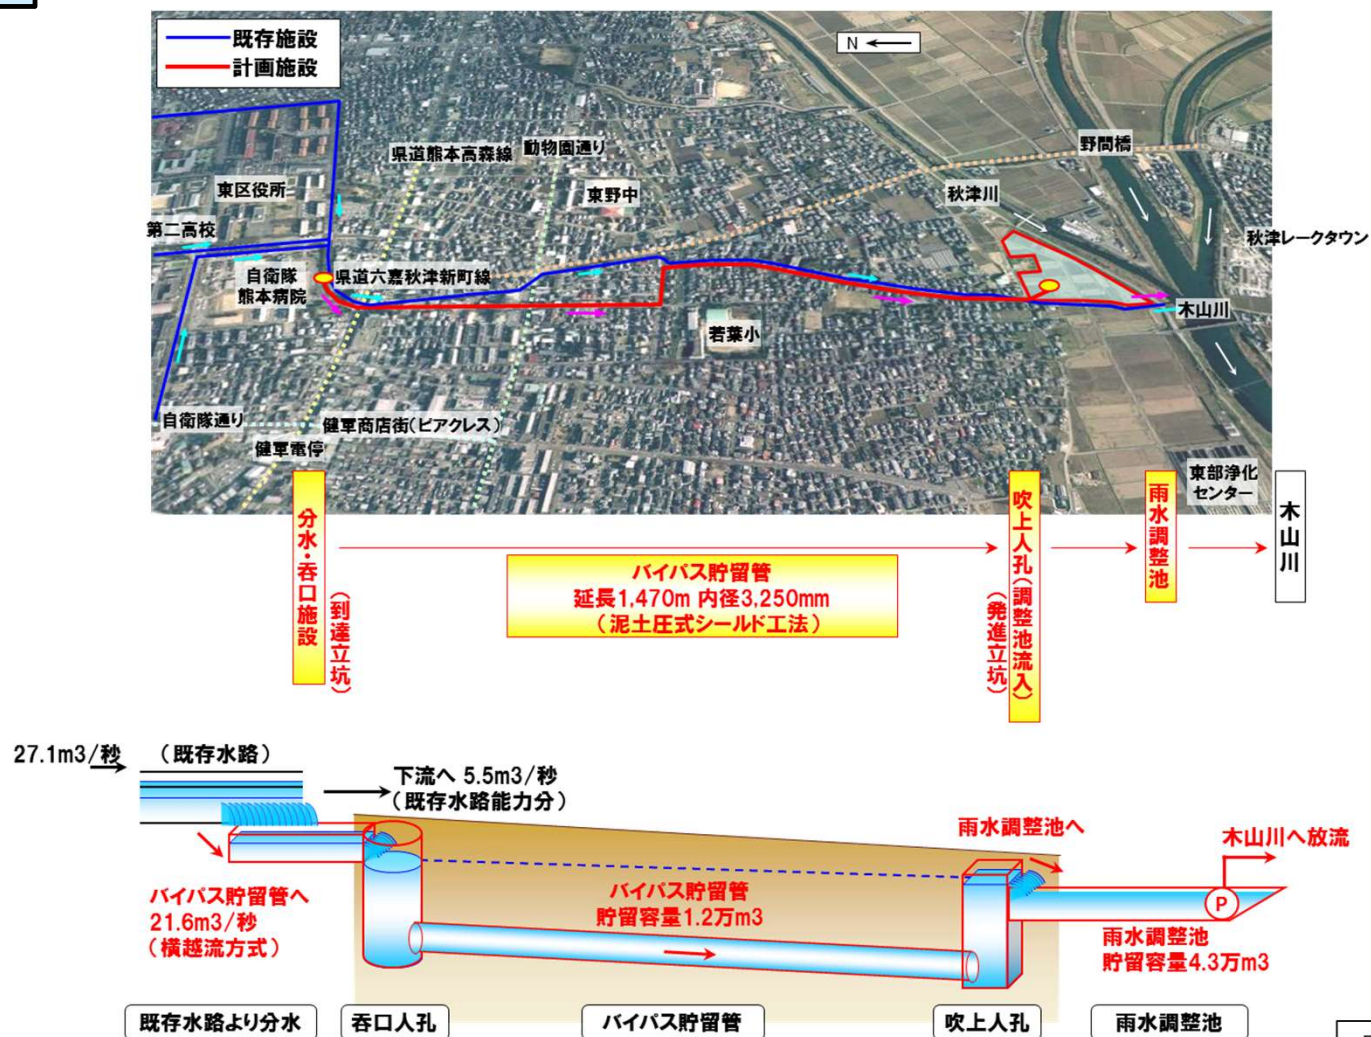 既存施設
計画施設
N
県道熊本高森線
動物園通り
野間橋
東区役所
東野中
秋津川
第二高校
秋津レークタウン
自衛隊
熊本病院
県道六嘉秋津新町線
木山川
若葉小
自衛隊通り
健軍商店街(ピアクレス)
健軍電停
東部浄化
センター
分水・呑口施設
(到達立坑)
バイパス貯留管
延長1,470m 内径3,250mm
(泥土圧式シールド工法)
(発進立坑)
吹上人孔(調整池流入)
雨水調整池
木山川
27.1m3/秒
(既存水路)
下流へ 5.5m3/秒
(既存水路能力分)
雨水調整池へ
木山川へ放流
バイパス貯留管へ
21.6m3/秒
(横越流方式)
バイパス貯留管
貯留容量1.2万m3
P
雨水調整池
貯留容量4.3万m3
既存水路より分水
呑口人孔
バイパス貯留管
吹上人孔
雨水調整池